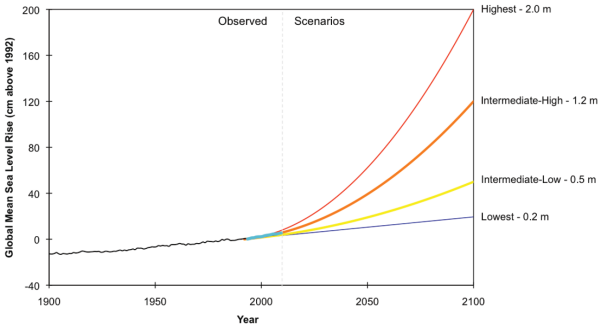 Global Mean Sea Level Rise (cm above 1992)
200
160
120
80
40
0
-40
Observed
Scenarios
Highest - 2.0 m
Intermediate-High - 1.2 m
Intermediate-Low - 0.5 m
Lowest - 0.2 m
1900
1950
2000
2050
2100
Year